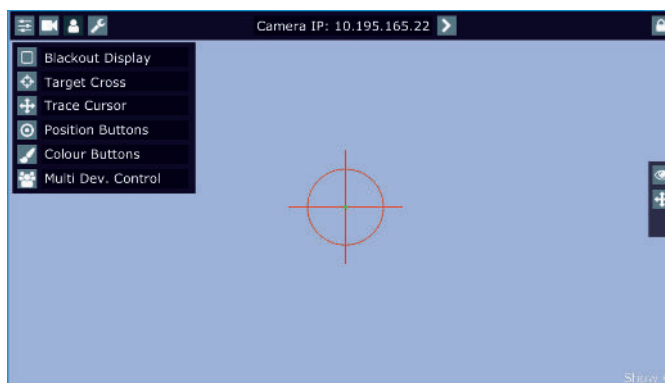 Camera IP: 10.195.165.22
Blackout Display
Target Cross
Trace Cursor
Position Buttons
Colour Buttons
Multi Dev. Control
Show